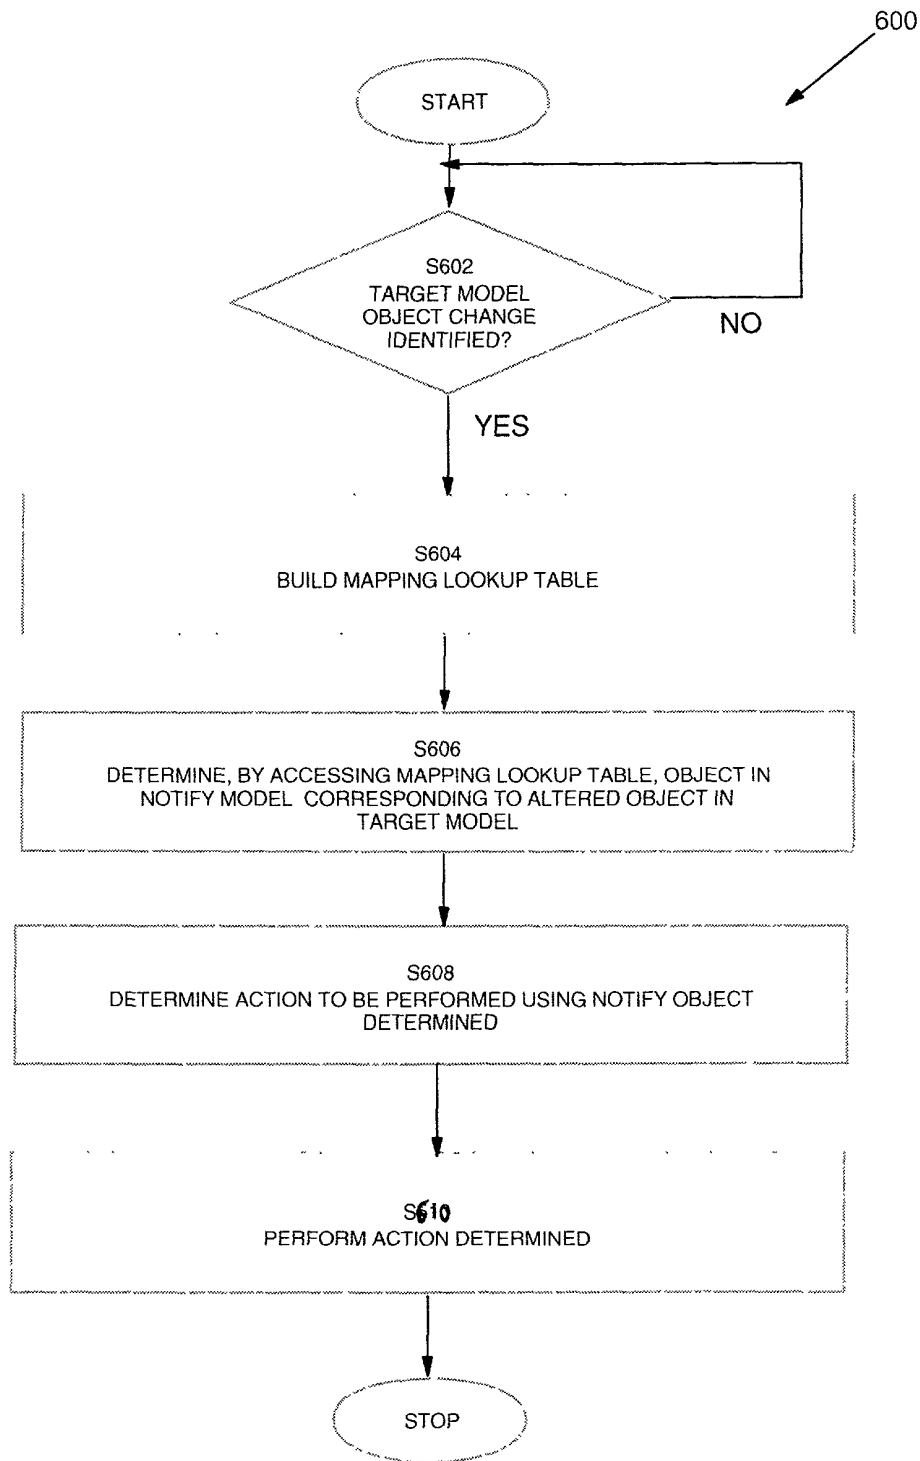 600
START
S602
TARGET MODEL
OBJECT CHANGE
IDENTIFIED?
NO
YES
S604
BUILD MAPPING LOOKUP TABLE
S606
DETERMINE, BY ACCESSING MAPPING LOOKUP TABLE, OBJECT IN
NOTIFY MODEL CORRESPONDING TO ALTERED OBJECT IN
TARGET MODEL
S608
DETERMINE ACTION TO BE PERFORMED USING NOTIFY OBJECT
DETERMINED
S610
PERFORM ACTION DETERMINED
STOP